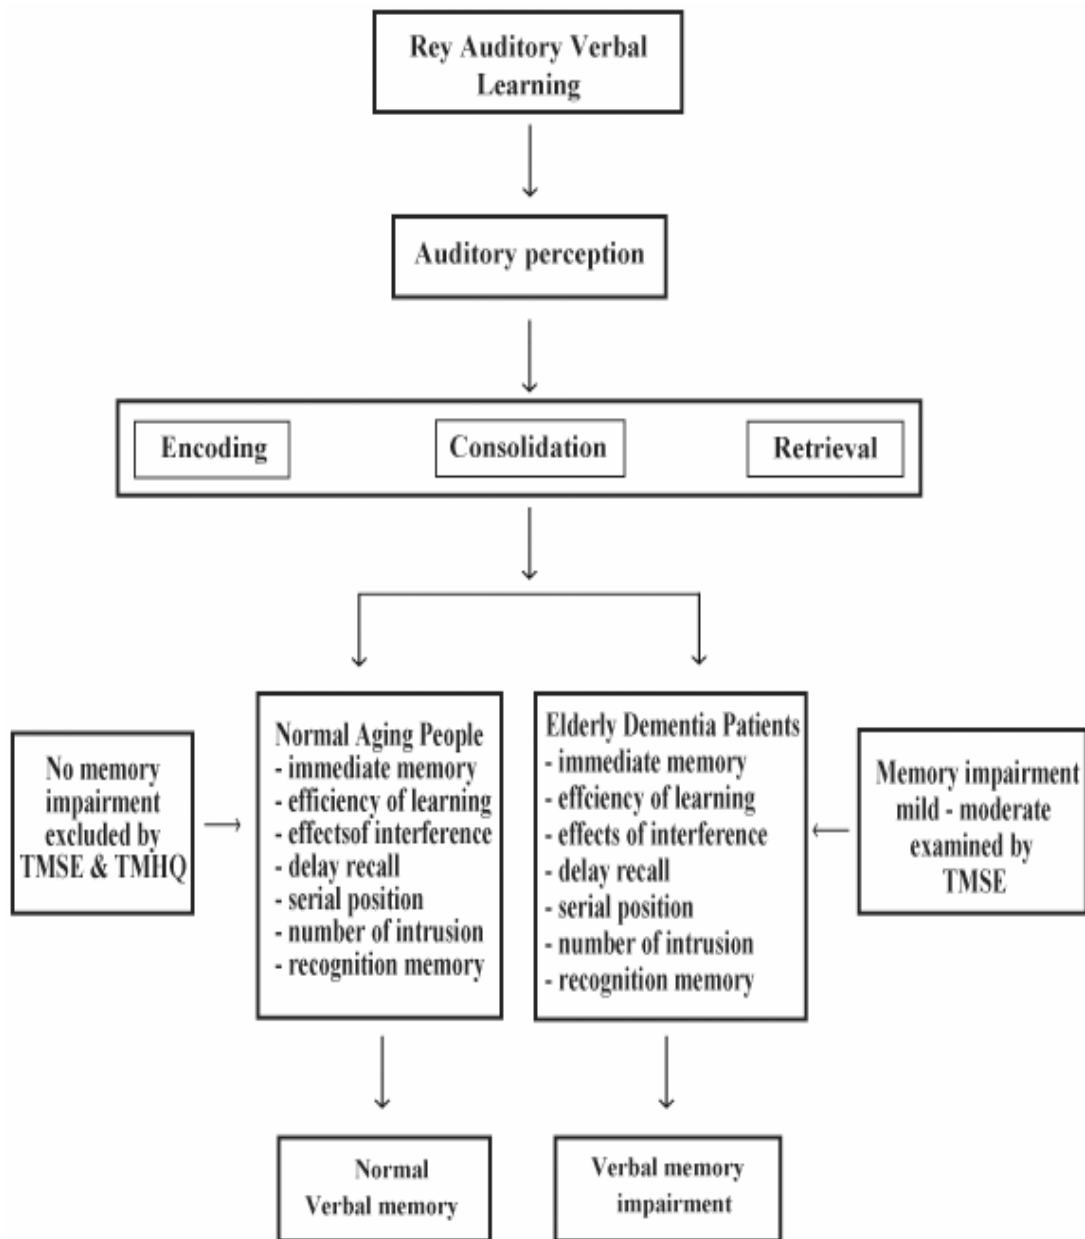 Rey Auditory Verbal
Learning
Auditory perception
Encoding
Consolidation
Retrieval
No memory
impairment
excluded by
TMSE & TMHQ
Normal Aging People
- immediate memory
- efficiency of learning
- effectsof interference
- delay recall
- serial position
- number of intrusion
- recognition memory
Elderly Dementia Patients
- immediate memory
- effciency of learning
- effects of interference
- delay recall
- serial position
- number of intrusion
- recognition memory
Memory impairment
mild - moderate
examined by
TMSE
Normal
Verbal memory
Verbal memory
impairment